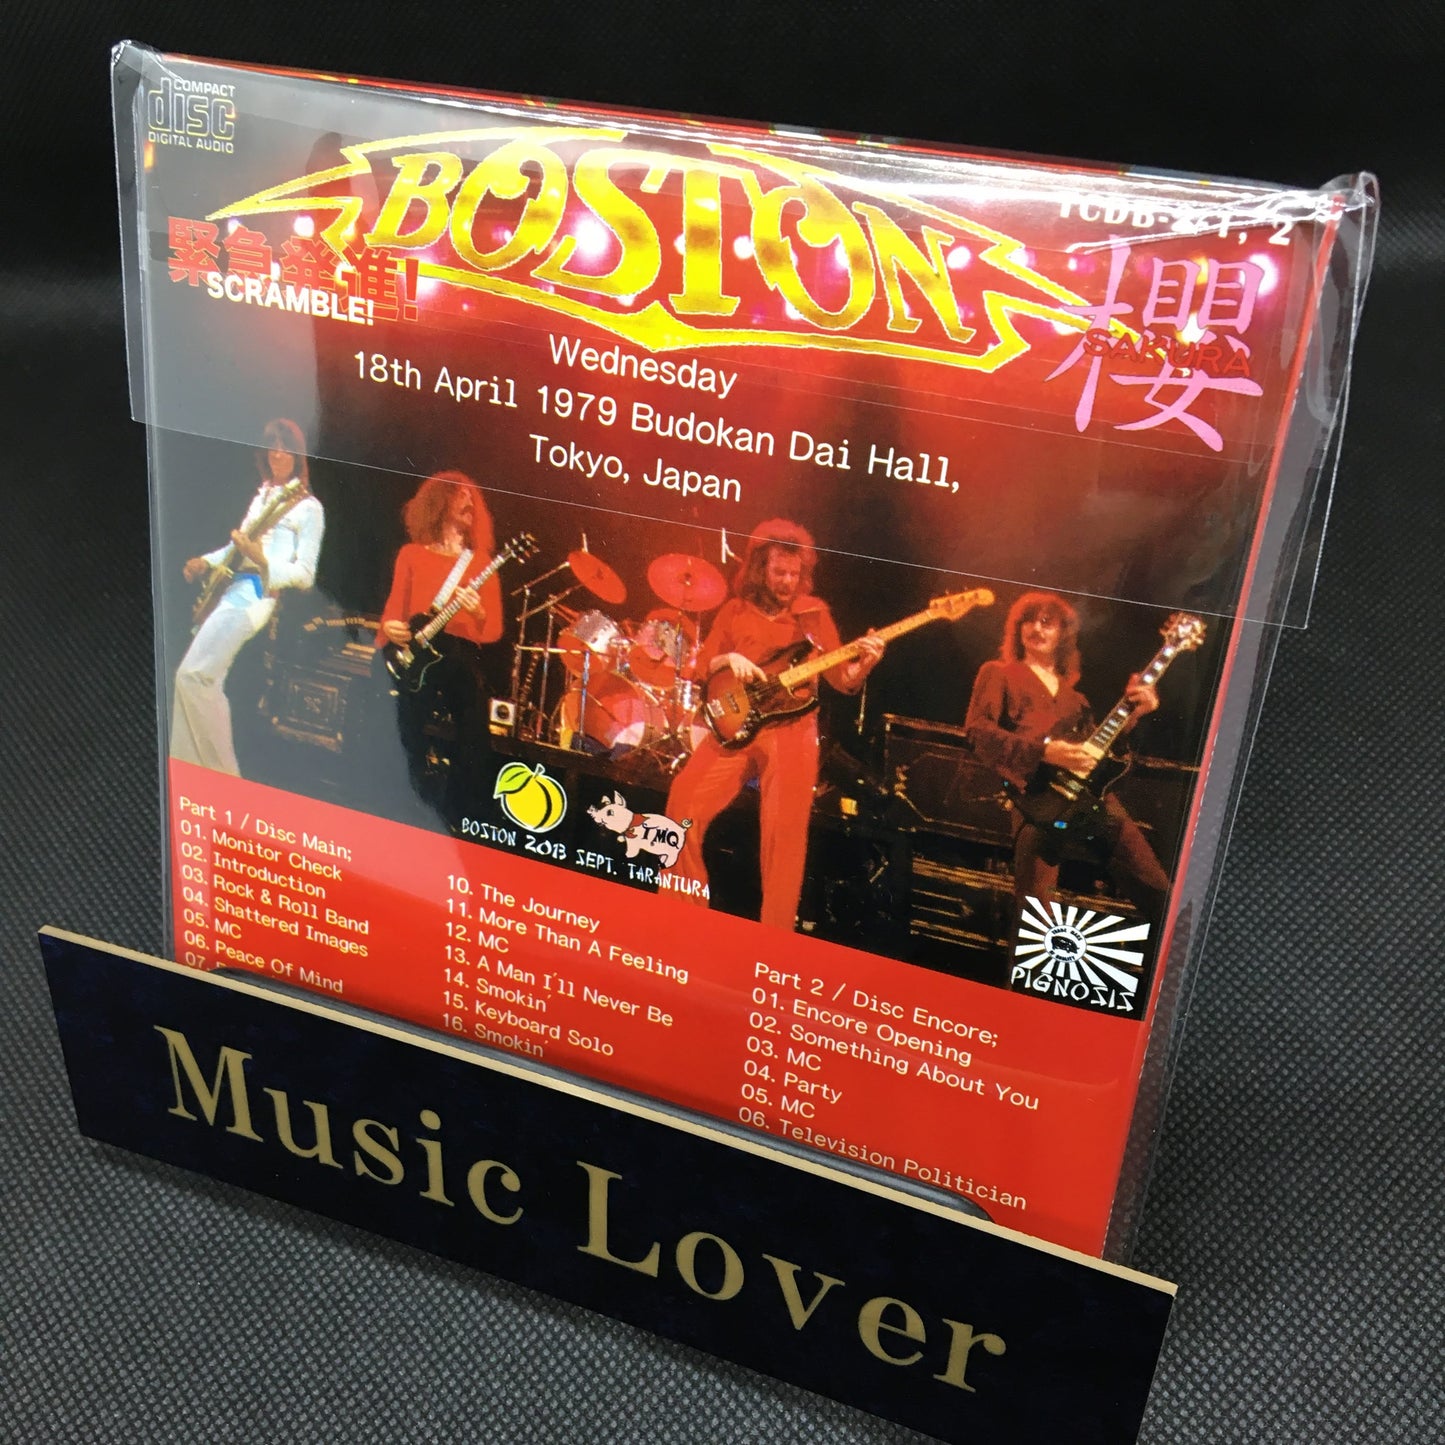 COMPACT
disc
DIGITAL AUDIO
BOSTON
緊急発進!
SCRAMBLE!
櫻
SAKURA
Wednesday
18th April 1979 Budokan Dai Hall,
Tokyo, Japan
TMQ
BOSTON 2013 SEPT. TARANTURA
PIGNOSIS
Part 1 / Disc Main;
01. Monitor Check
02. Introduction
03. Rock & Roll Band
04. Shattered Images
05. MC
06. Peace Of Mind
07.
10. The Journey
11. More Than A Feeling
12. MC
13. A Man I'll Never Be
14. Smokin'
15. Keyboard Solo
16. Smokin'
Part 2 / Disc Encore;
01. Encore Opening
02. Something About You
03. MC
04. Party
05. MC
06. Television Politician
Music Lover